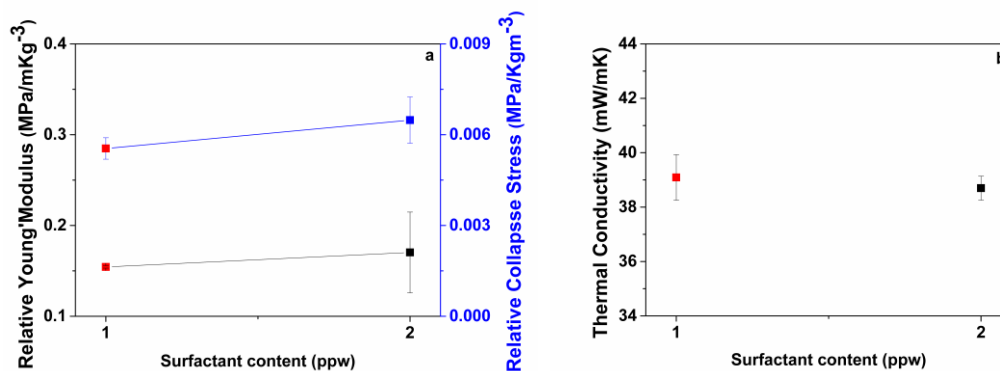 Relative Young'Modulus (MPa/mKg-3)
0.4
0.3
0.2
0.1
a
0.009
0.006
0.003
0.000
Relative Collapsse Stress (MPa/Kgm-3)
1
2
Surfactant content (ppw)
Thermal Conductivity (mW/mK)
44
42
40
38
36
34
b
1
2
Surfactant content (ppw)